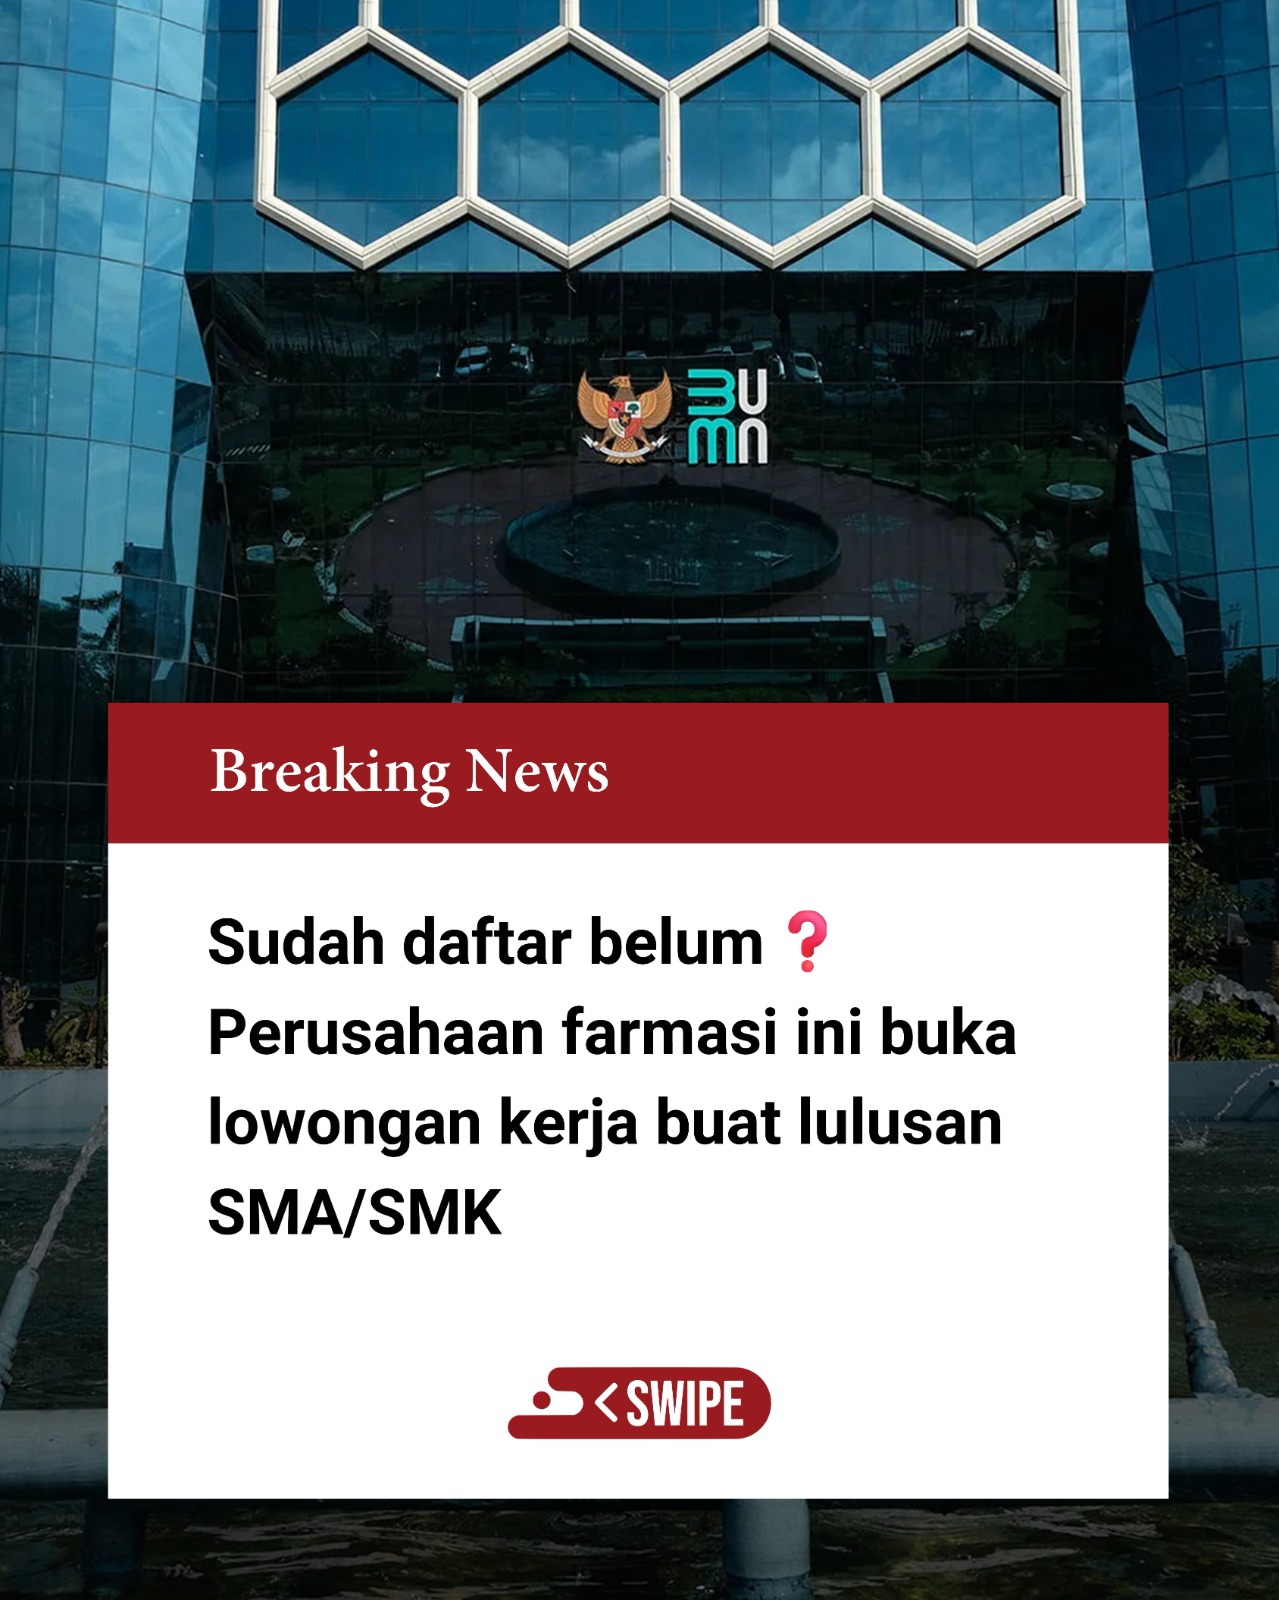 BUMN
Breaking News
Sudah daftar belum❓
Perusahaan farmasi ini buka
lowongan kerja buat lulusan
SMA/SMK
<SWIPE